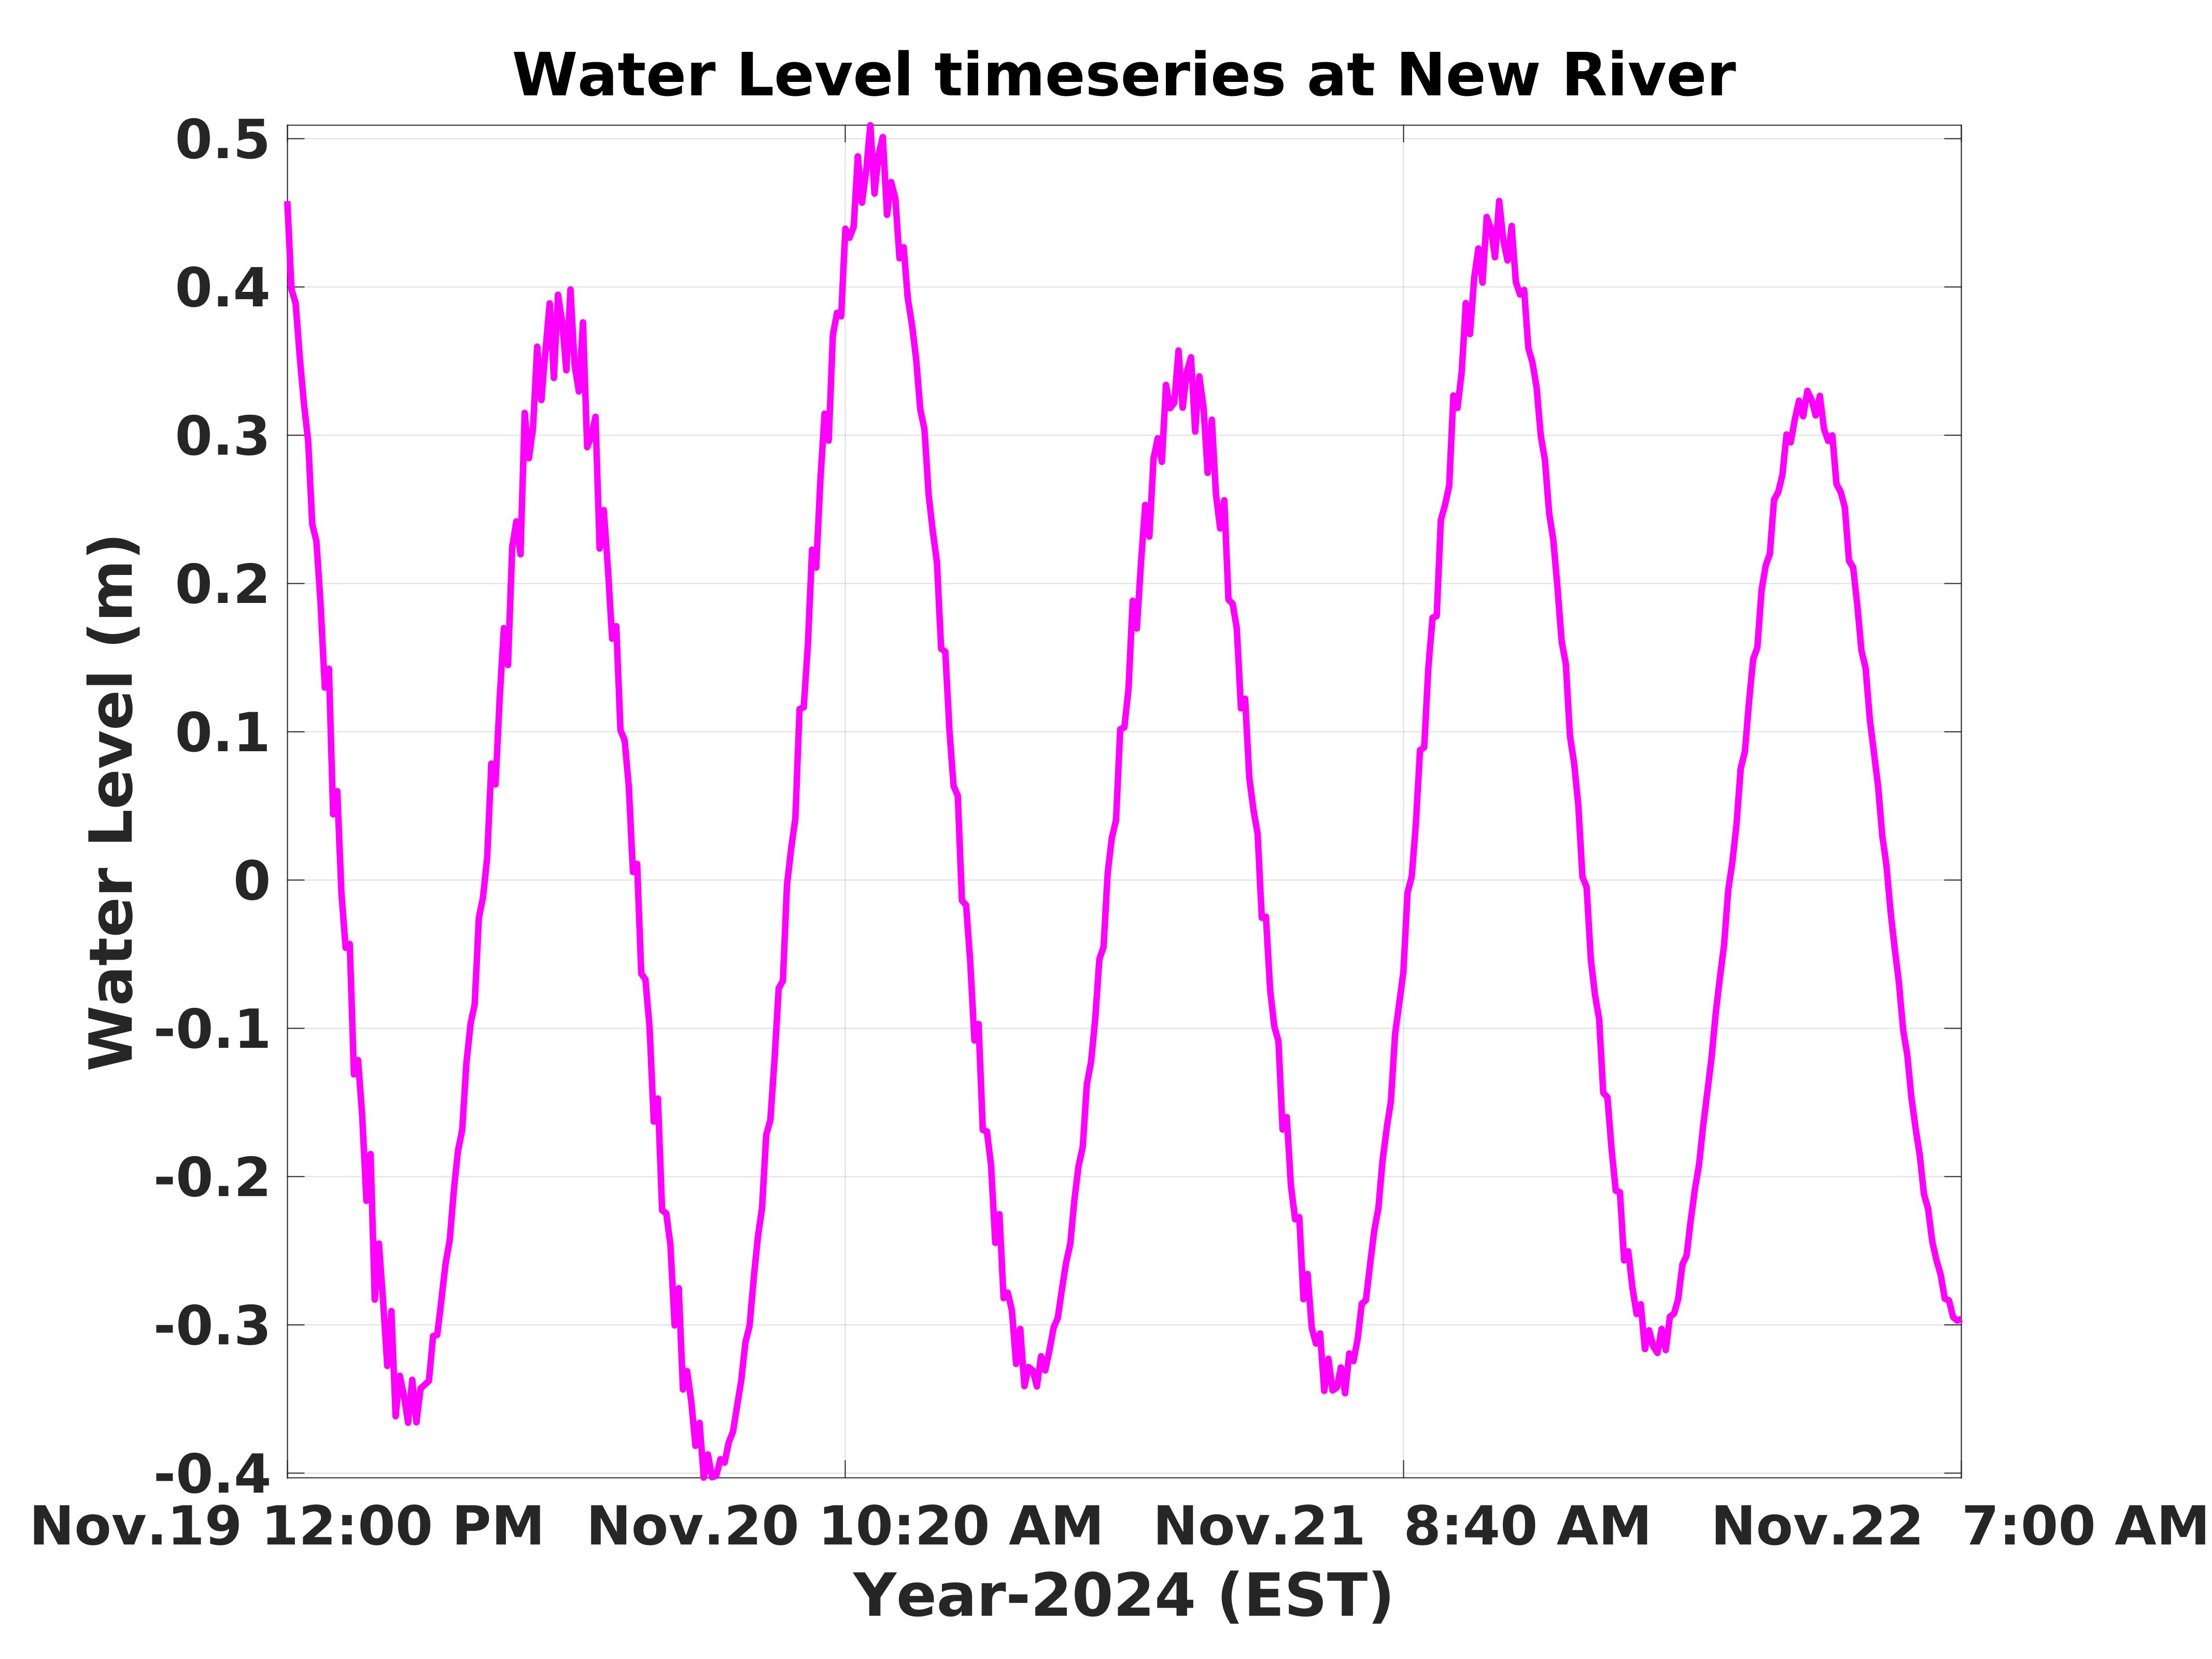 Water Level timeseries at New River
0.5
0.4
0.3
0.2
0.1
0
-0.1
-0.2
-0.3
-0.4
Water Level (m)
Nov.19 12:00 PM Nov.20 10:20 AM Nov.21 8:40 AM Nov.22 7:00 AM
Year-2024 (EST)